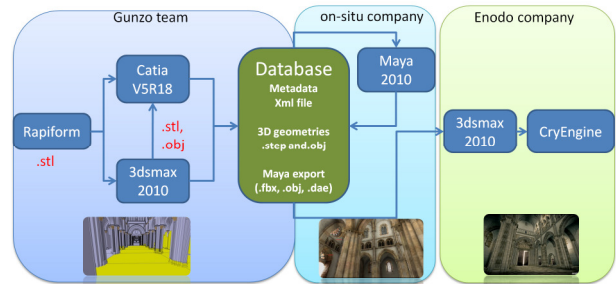 Gunzo team
on-situ company
Enodo company
Catia
V5R18
Rapiform
.stl
.stl,
.obj
3dsmax
2010
Database
Metadata
Xml file
3D geometries
.step and.obj
Maya export
(.fbx, .obj, .dae)
Maya
2010
3dsmax
2010
CryEngine